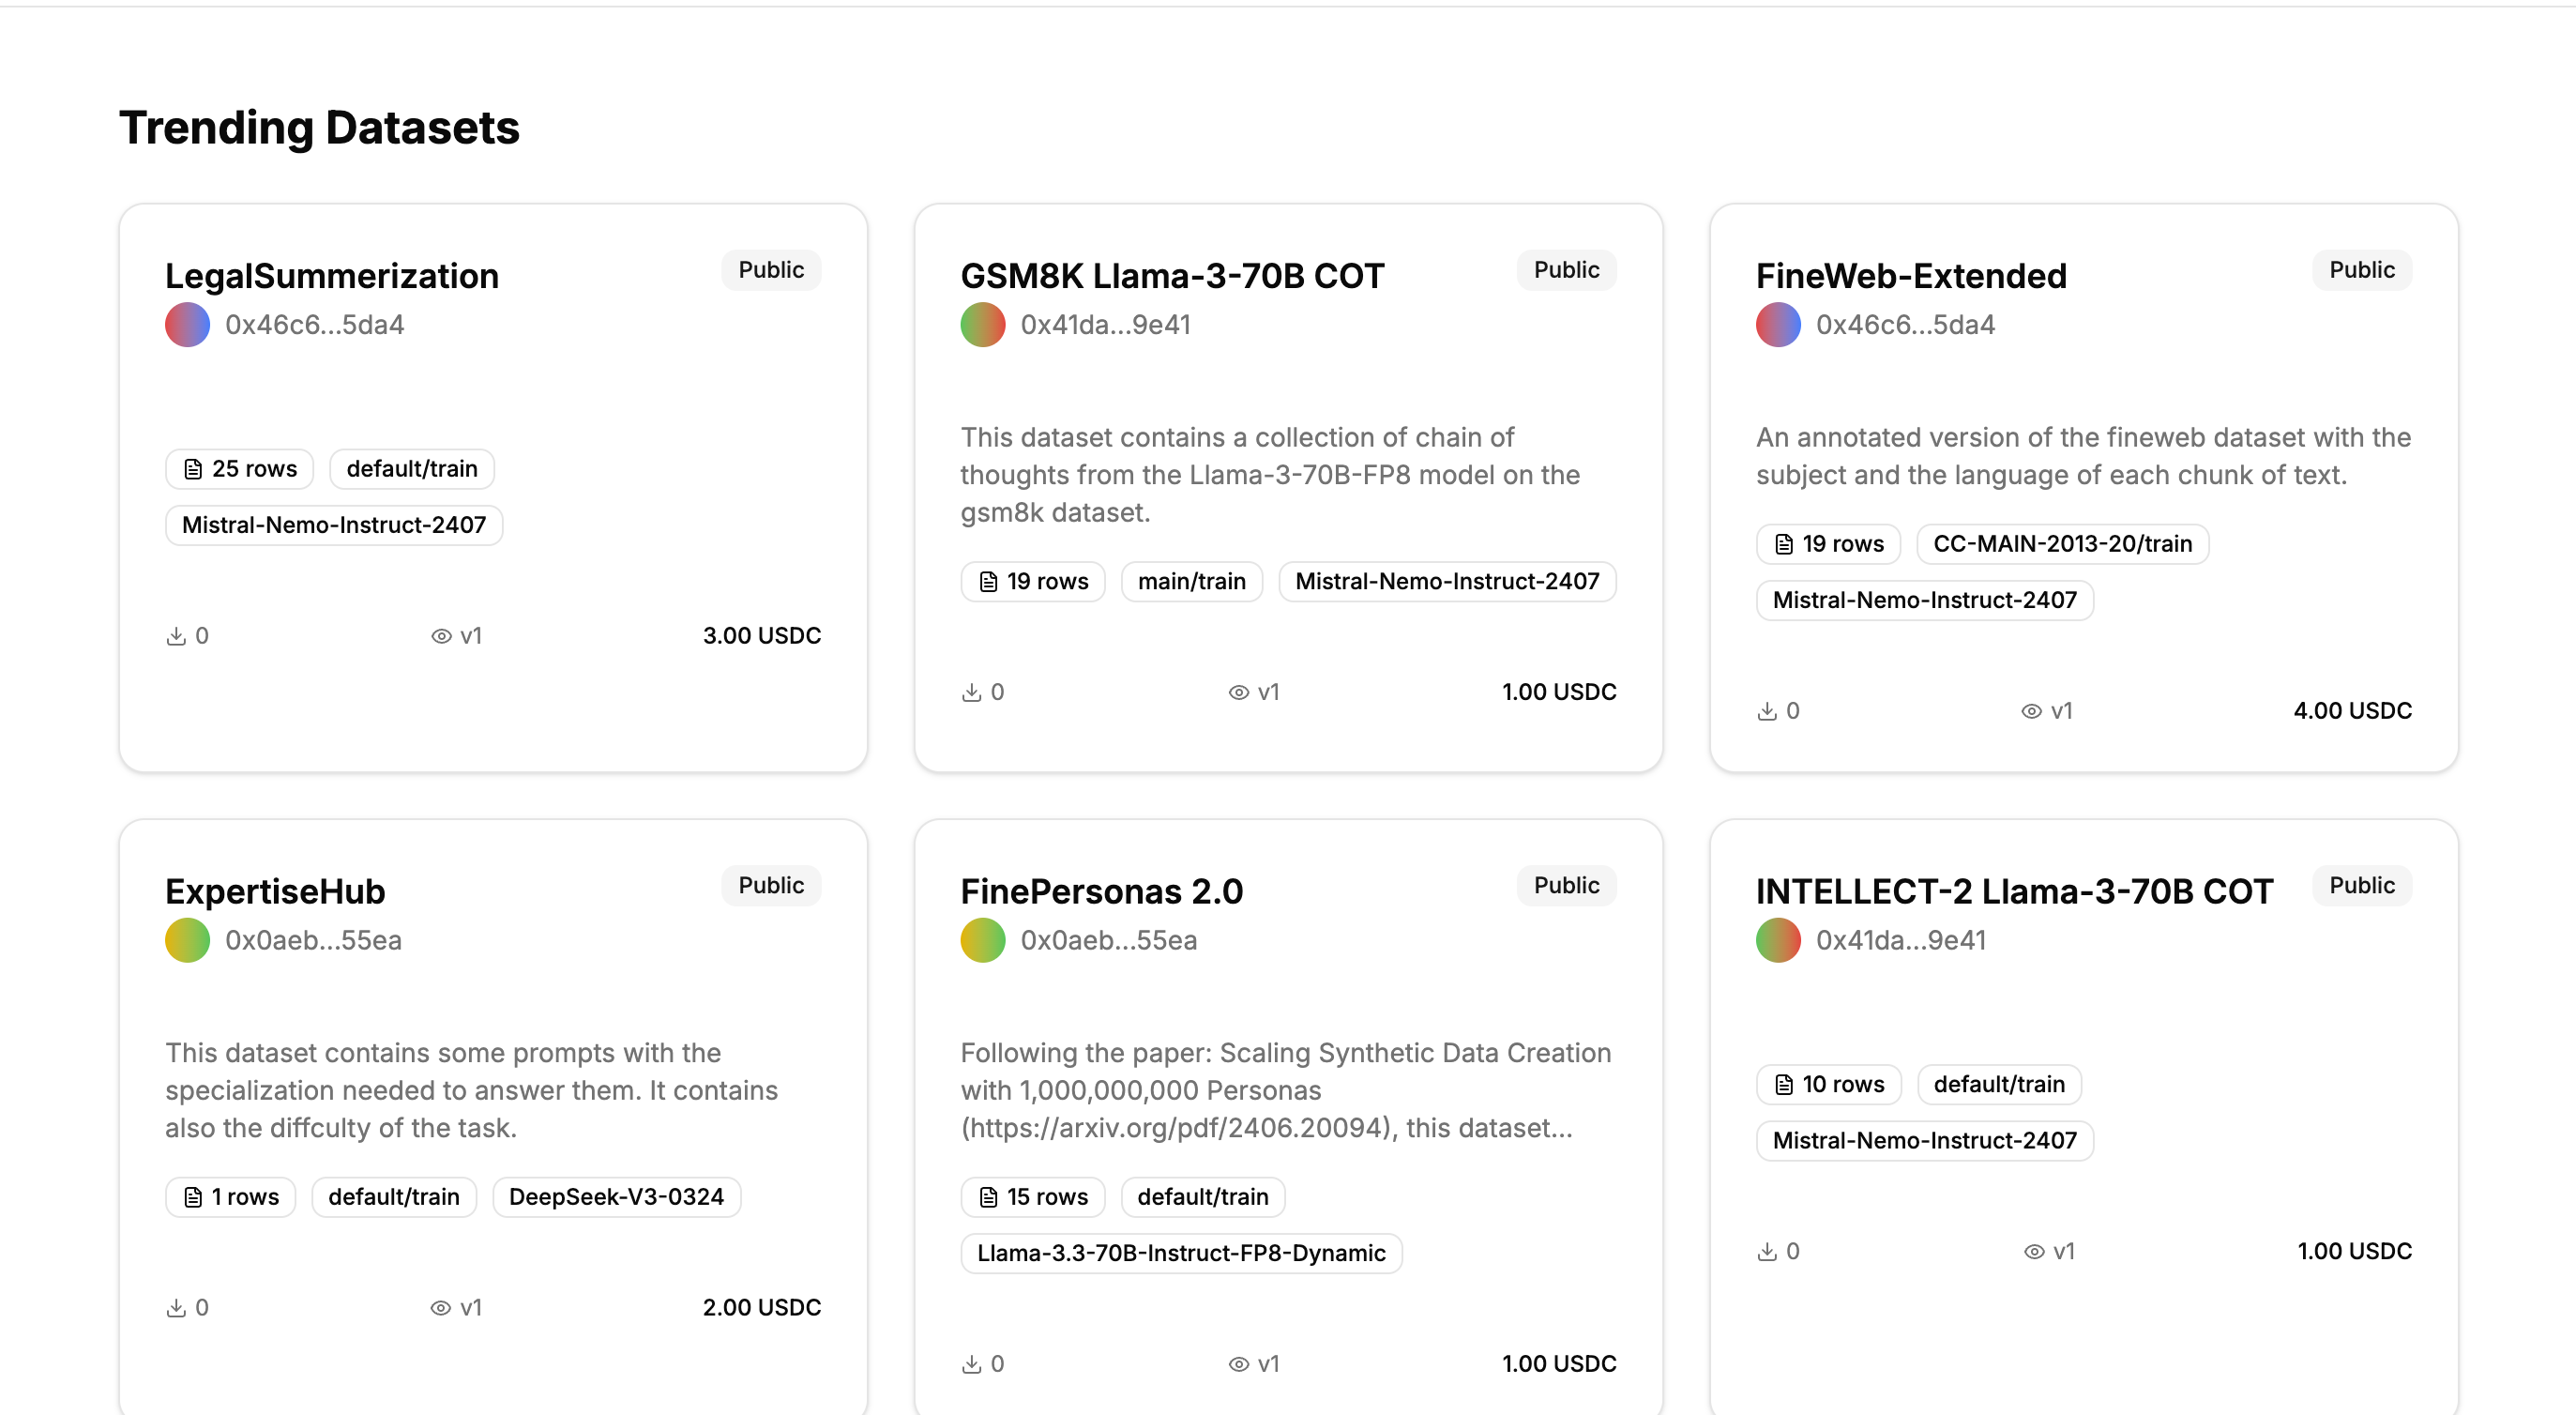 Trending Datasets
LegalSummerization
Public
0x46c6...5da4
25 rows
default/train
Mistral-Nemo-Instruct-2407
0
v1
3.00 USDC
GSM8K Llama-3-70B COT
Public
0x41da...9e41
This dataset contains a collection of chain of
thoughts from the Llama-3-70B-FP8 model on the
gsm8k dataset.
19 rows
main/train
Mistral-Nemo-Instruct-2407
0
v1
1.00 USDC
FineWeb-Extended
Public
0x46c6...5da4
An annotated version of the fineweb dataset with the
subject and the language of each chunk of text.
19 rows
CC-MAIN-2013-20/train
Mistral-Nemo-Instruct-2407
0
v1
4.00 USDC
ExpertiseHub
Public
0x0aeb...55ea
This dataset contains some prompts with the
specialization needed to answer them. It contains
also the diffculty of the task.
1 rows
default/train
DeepSeek-V3-0324
0
v1
2.00 USDC
FinePersonas 2.0
Public
0x0aeb...55ea
Following the paper: Scaling Synthetic Data Creation
with 1,000,000,000 Personas
(https://arxiv.org/pdf/2406.20094), this dataset...
15 rows
default/train
Llama-3.3-70B-Instruct-FP8-Dynamic
0
v1
1.00 USDC
INTELLECT-2 Llama-3-70B COT
Public
0x41da...9e41
10 rows
default/train
Mistral-Nemo-Instruct-2407
0
v1
1.00 USDC